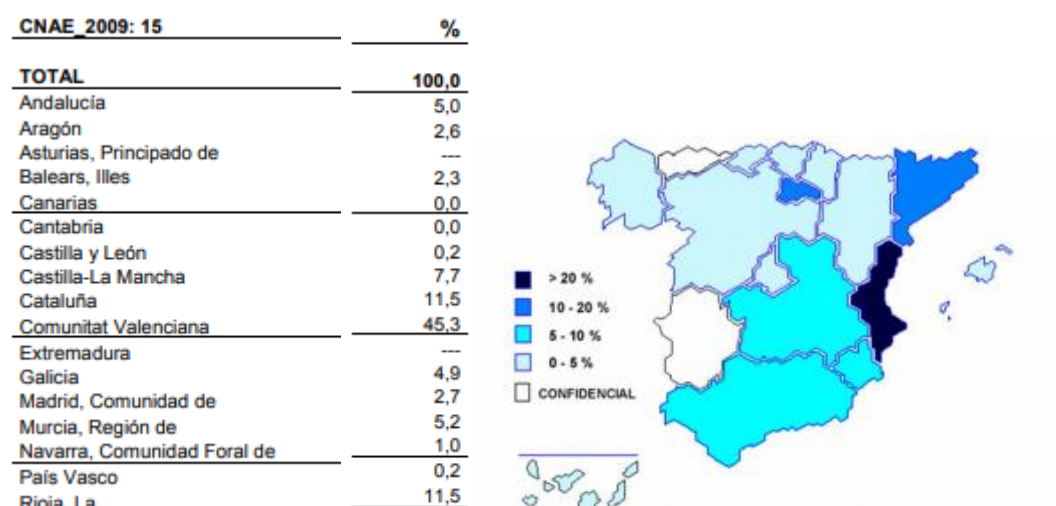 CNAE_2009: 15 %
TOTAL 100,0
Andalucía 5,0
Aragón 2,6
Asturias, Principado de ---
Balears, Illes 2,3
Canarias 0,0
Cantabria 0,0
Castilla y León 0,2
Castilla-La Mancha 7,7
Cataluña 11,5
Comunitat Valenciana 45,3
Extremadura ---
Galicia 4,9
Madrid, Comunidad de 2,7
Murcia, Región de 5,2
Navarra, Comunidad Foral de 1,0
País Vasco 0,2
Rioja, La 11,5
> 20 %
10 - 20 %
5 - 10 %
0 - 5 %
CONFIDENCIAL